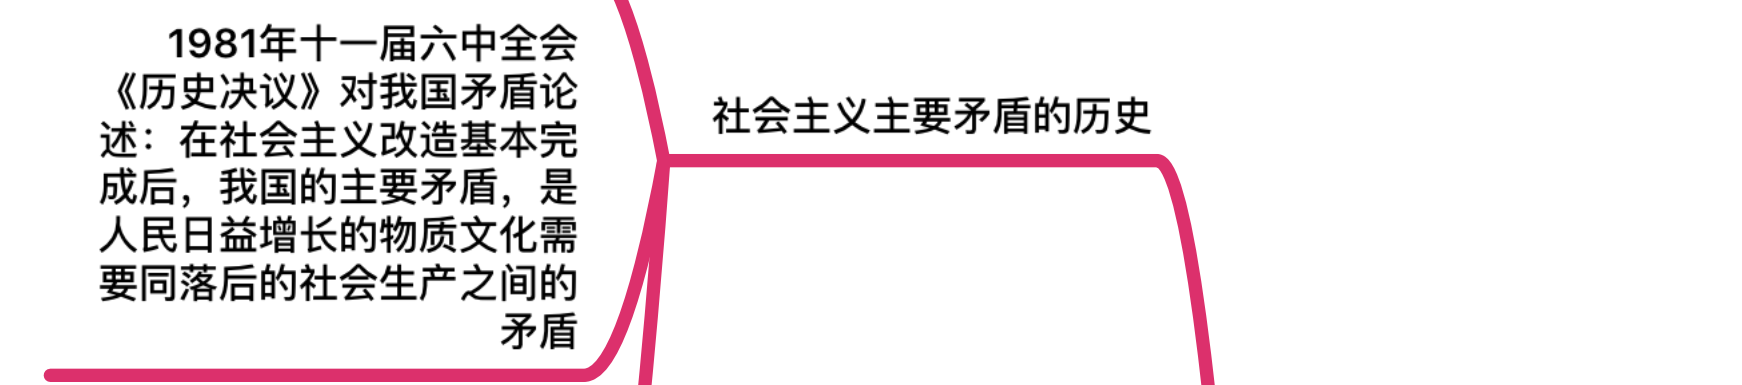 1981年十一届六中全会
《历史决议》对我国矛盾论
述：在社会主义改造基本完
成后，我国的主要矛盾，是
人民日益增长的物质文化需
要同落后的社会生产之间的
矛盾
社会主义主要矛盾的历史